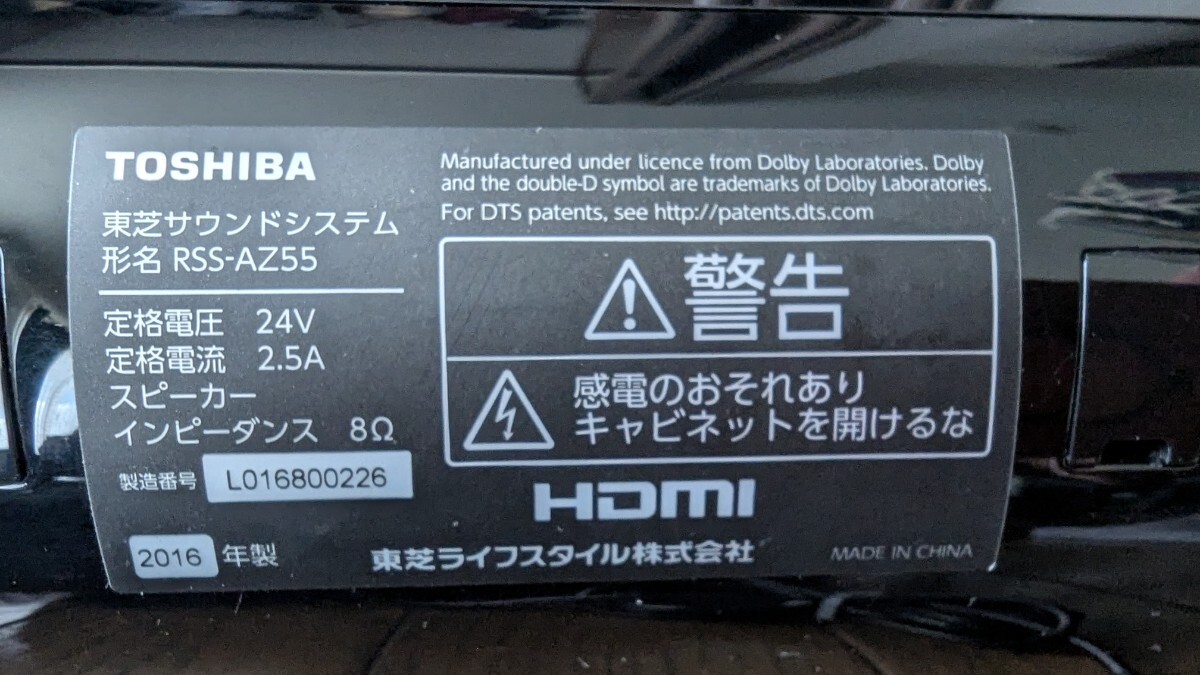 TOSHIBA
東芝サウンドシステム
形名 RSS-AZ55
定格電圧 24V
定格電流 2.5A
スピーカー
インピーダンス 8Ω
製造番号 L016800226
2016 年製
Manufactured under licence from Dolby Laboratories. Dolby
and the double-D symbol are trademarks of Dolby Laboratories.
For DTS patents, see http://patents.dts.com
警告
感電のおそれあり
キャビネットを開けるな
HDMI
東芝ライフスタイル株式会社
MADE IN CHINA